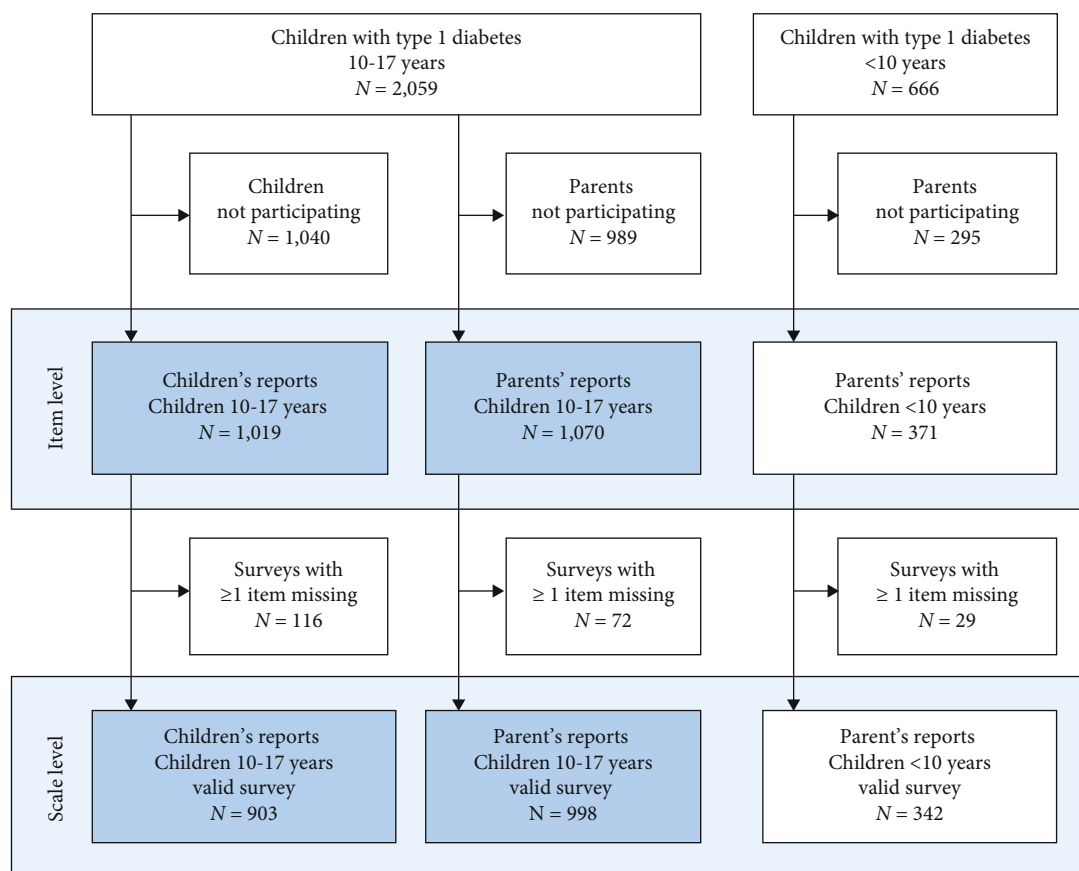 Children with type 1 diabetes
10-17 years
N = 2,059
Children with type 1 diabetes
<10 years
N = 666
Children
not participating
N = 1,040
Parents
not participating
N = 989
Parents
not participating
N = 295
Item level
Children's reports
Children 10-17 years
N = 1,019
Parents' reports
Children 10-17 years
N = 1,070
Parents' reports
Children <10 years
N = 371
Surveys with
≥1 item missing
N = 116
Surveys with
≥ 1 item missing
N = 72
Surveys with
≥ 1 item missing
N = 29
Scale level
Children's reports
Children 10-17 years
valid survey
N = 903
Parent's reports
Children 10-17 years
valid survey
N = 998
Parent's reports
Children <10 years
valid survey
N = 342